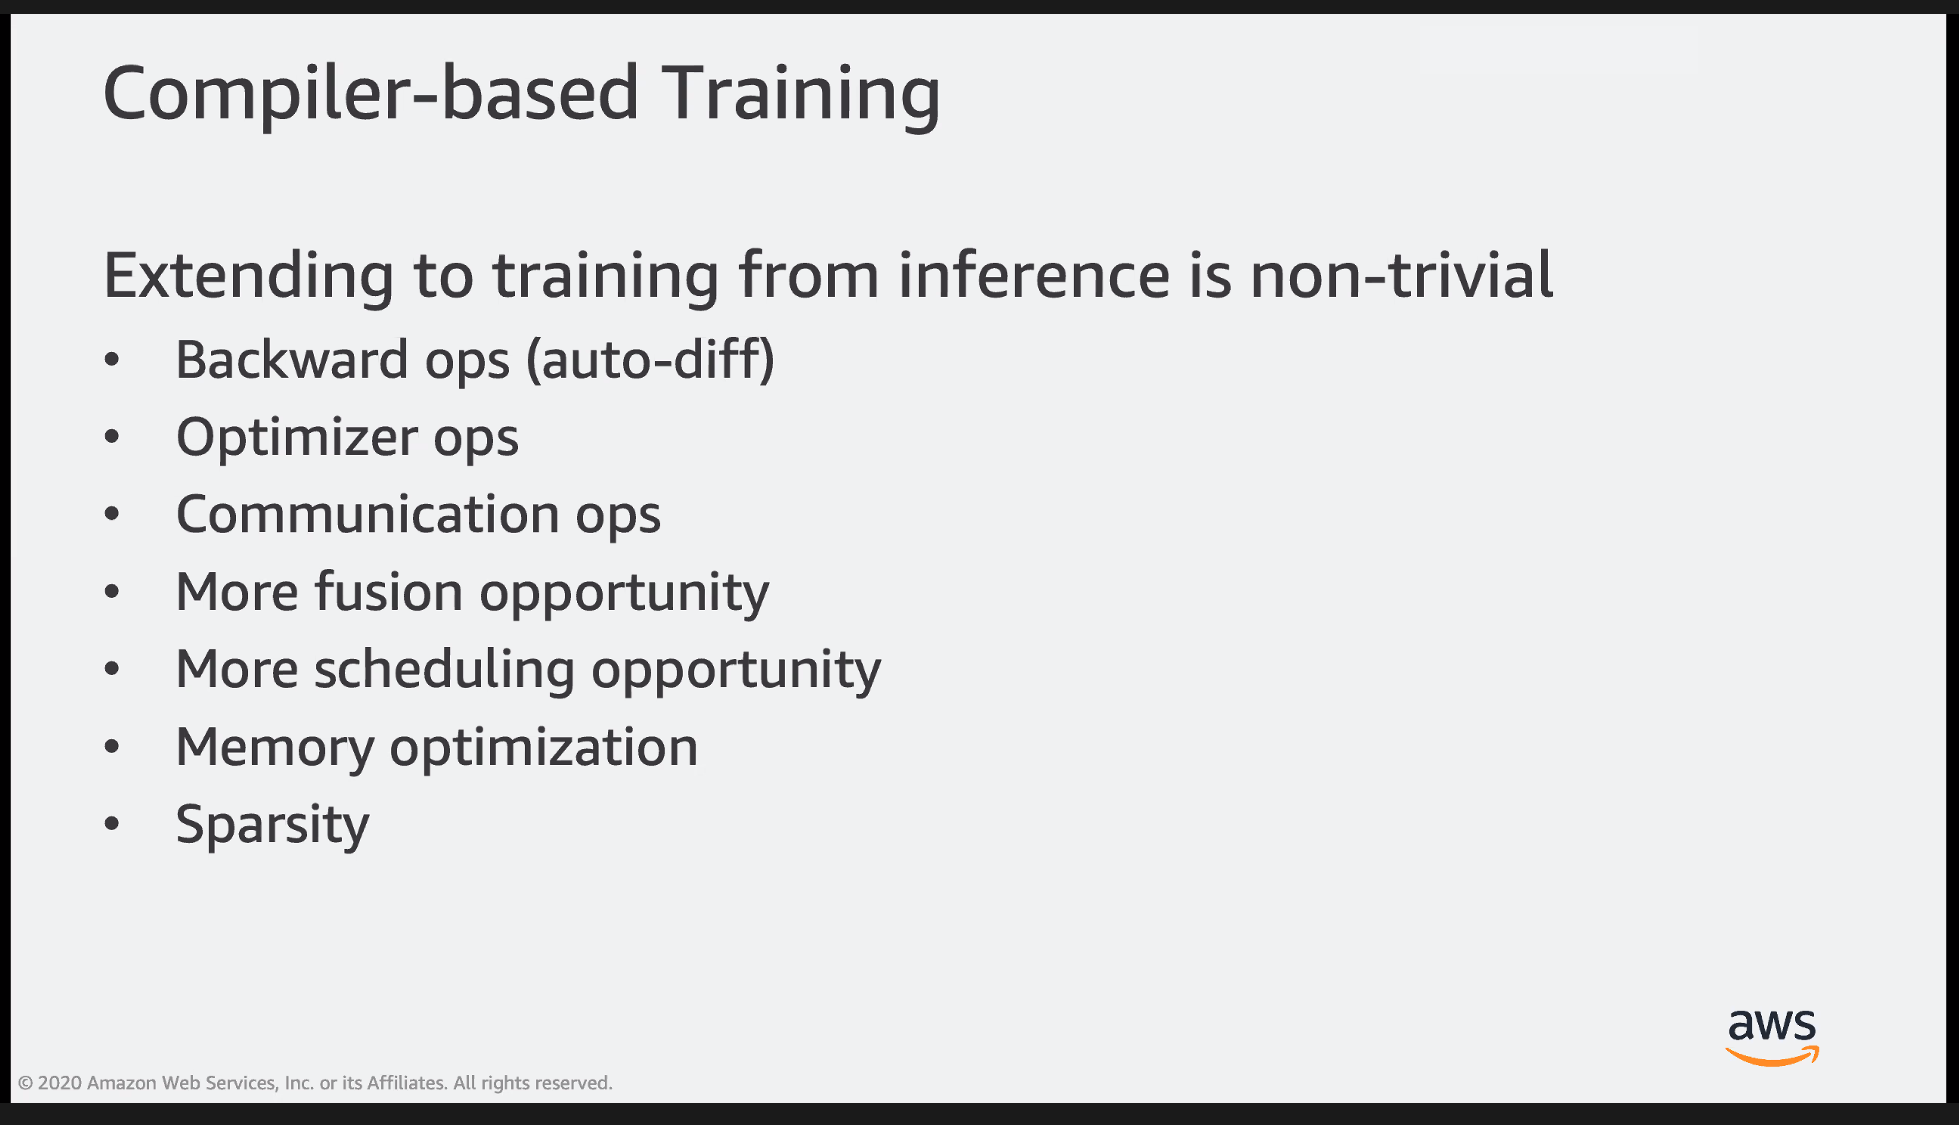 Compiler-based Training
Extending to training from inference is non-trivial
• Backward ops (auto-diff)
• Optimizer ops
• Communication ops
• More fusion opportunity
• More scheduling opportunity
• Memory optimization
• Sparsity
aws
© 2020 Amazon Web Services, Inc. or its Affiliates. All rights reserved.